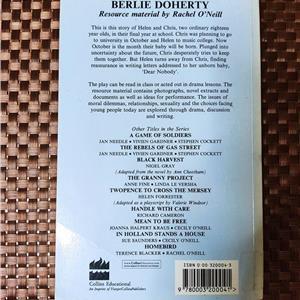 BERLIE DOHERTY
Resource material by Rachel O'Neill
This is this story of Helen and Chris, two ordinary eighteen
year olds, in their final year at school. Chris was planning to go
to university in October and Helen to music college. Now
October is the month their baby will be born. Plunged into
uncertainty about the future, Chris desperately tries to keep
them together. But Helen turns away from Chris, finding
reassurance in writing letters addressed to her unborn baby,
'Dear Nobody'.
The play can be read in class or acted out in drama lessons. The
resource material contains photographs, novel extracts and
documents as well as ideas for performance. The issues of
moral dilemmas, relationships, sexuality and the choices facing
young people today are explored through drama, discussion
and writing.
Other Titles in the Series
A GAME OF SOLDIERS
JAN NEEDLE • VIVIEN GARDNER • STEPHEN COCKETT
THE REBELS OF GAS STREET
JAN NEEDLE • VIVIEN GARDNER • STEPHEN COCKETT
BLACK HARVEST
NIGEL GRAY
(Adapted from the novel by Ann Cheetham)
THE GRANNY PROJECT
ANNE FINE • LINDA LE VERSHA
TWOPENCE TO CROSS THE MERSEY
HELEN FORRESTER
(Adapted as a playscript by Valerie Windsor)
HANDLE WITH CARE
RICHARD CAMERON
MEAN TO BE FREE
JOANNA HALPERT KRAUS • CECILY O'NEILL
IN HOLLAND STANDS A HOUSE
SUE SAUNDERS • CECILY O'NEILL
HOMEBIRD
TERENCE BLACKER • RACHEL O'NEILL
Collins Educational
An Imprint of HarperCollinsPublishers
ISBN 0 00 320004-3
9 780003 200041 >